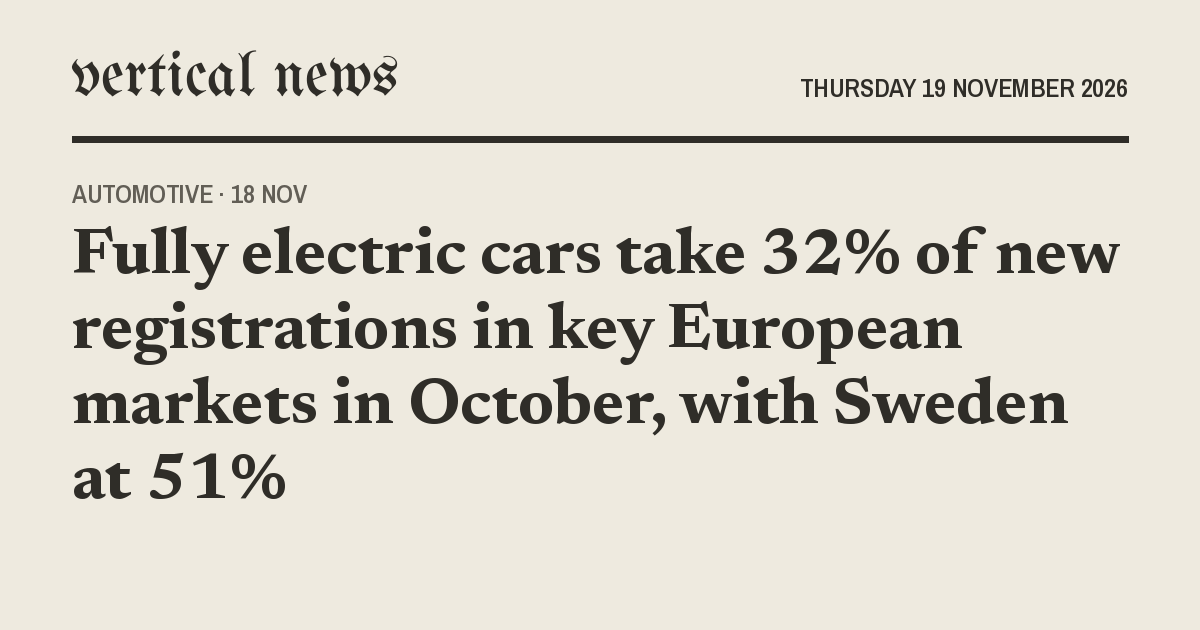 vertical news
THURSDAY 19 NOVEMBER 2026
AUTOMOTIVE · 18 NOV
Fully electric cars take 32% of new
registrations in key European
markets in October, with Sweden
at 51%